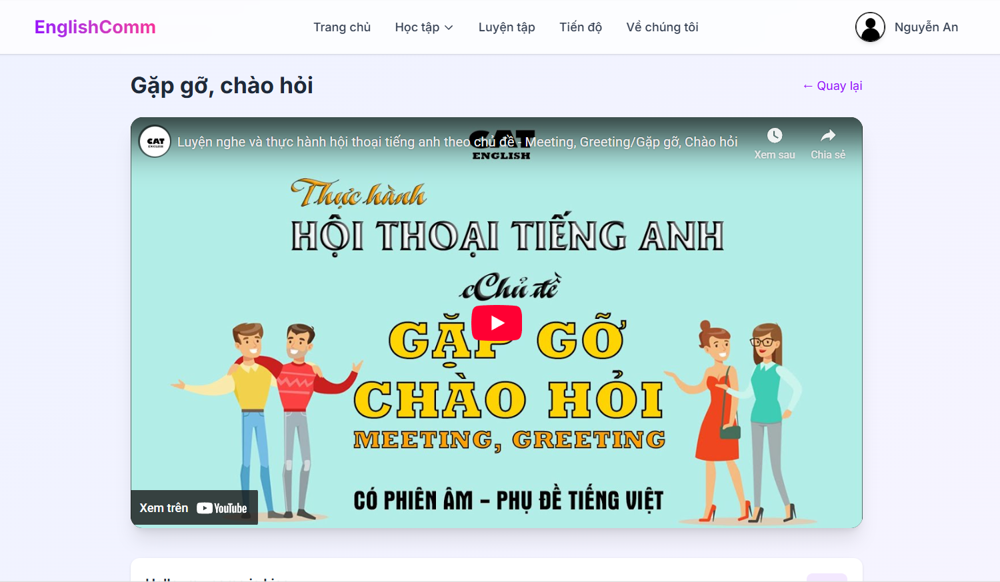 EnglishComm
Trang chủ
Học tập
Luyện tập
Tiến độ
Về chúng tôi
Nguyễn An
Gặp gỡ, chào hỏi
← Quay lại
CAT
ENGLISH
Luyện nghe và thực hành hội thoại tiếng anh theo chủ đề - Meeting, Greeting/Gặp gỡ, Chào hỏi
CAT
ENGLISH
Xem sau
Chia sẻ
Thực hành
HỘI THOẠI TIẾNG ANH
Chủ đề
GẶP GỠ
CHÀO HỎI
MEETING, GREETING
CÓ PHIÊN ÂM – PHỤ ĐỀ TIẾNG VIỆT
Xem trên YouTube